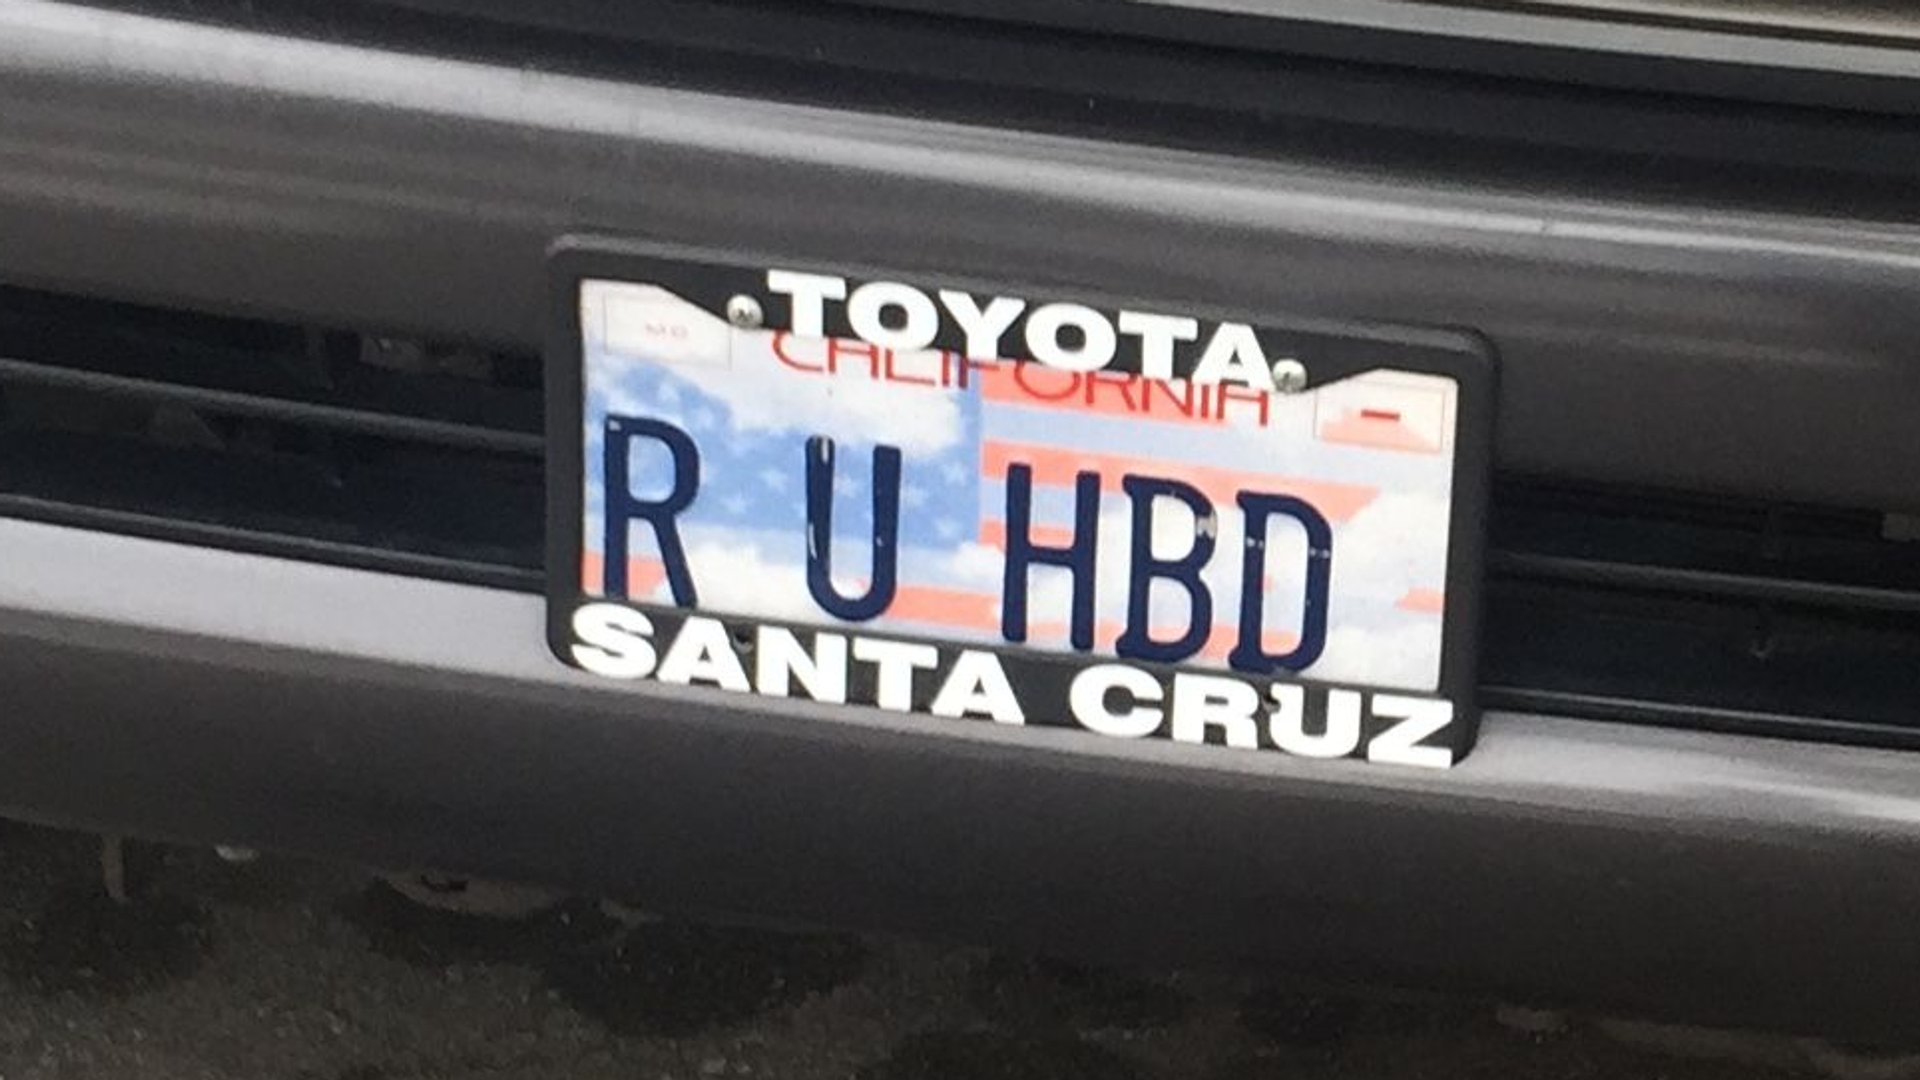 TOYOTA
CALIFORNIA
R U HBD
SANTA CRUZ